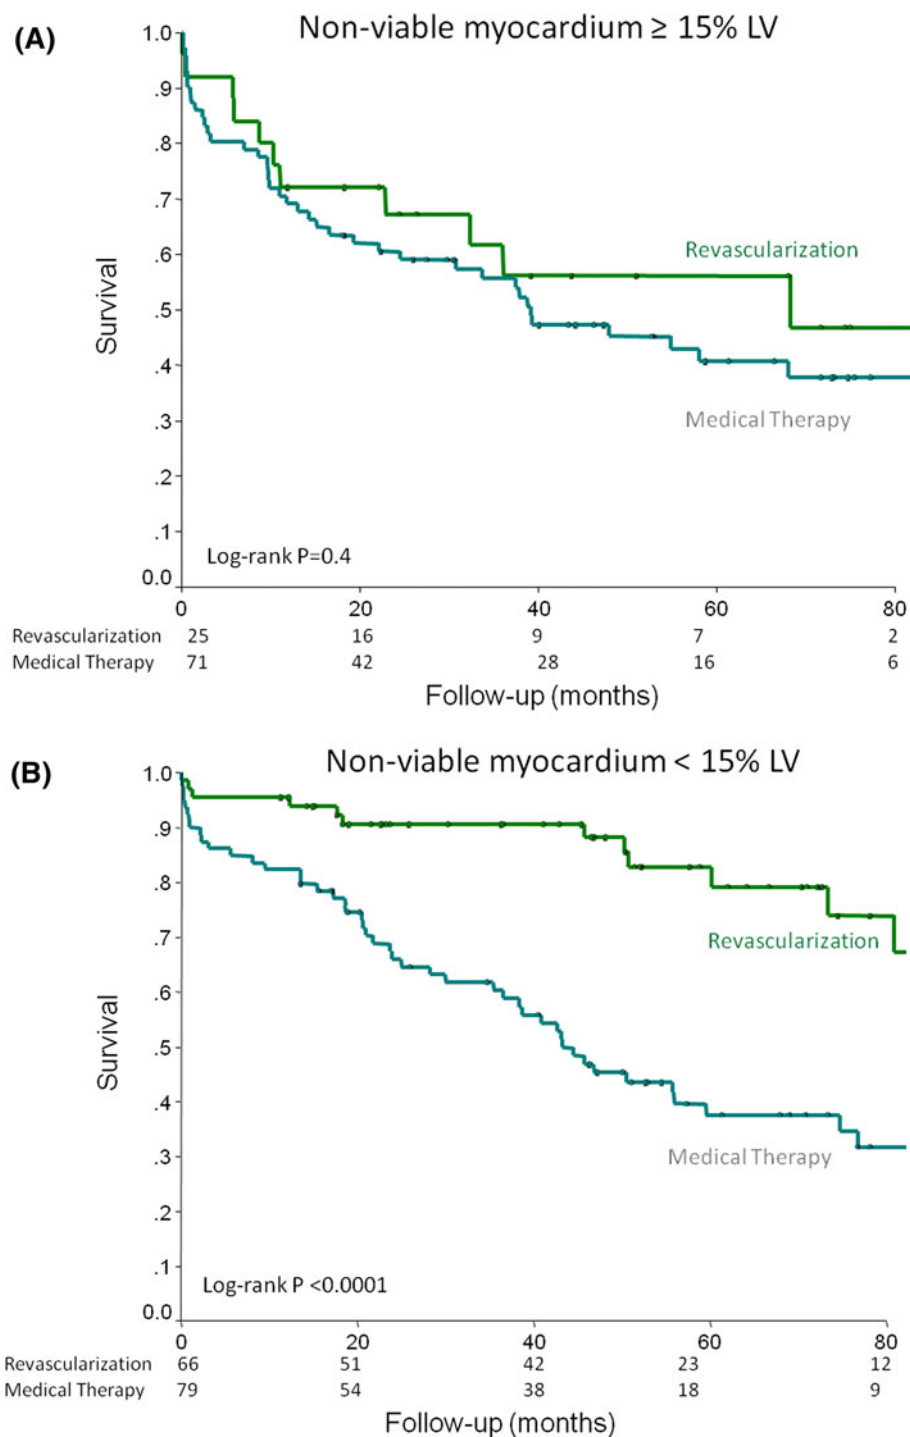 (A) Non-viable myocardium ≥ 15% LV
1.0
.9
.8
.7
.6
.5
.4
.3
.2
.1
0.0
Survival
Revascularization
Medical Therapy
Log-rank P=0.4
0 20 40 60 80
Revascularization 25 16 9 7 2
Medical Therapy 71 42 28 16 6
Follow-up (months)
(B) Non-viable myocardium < 15% LV
1.0
.9
.8
.7
.6
.5
.4
.3
.2
.1
0.0
Survival
Revascularization
Medical Therapy
Log-rank P <0.0001
0 20 40 60 80
Revascularization 66 51 42 23 12
Medical Therapy 79 54 38 18 9
Follow-up (months)